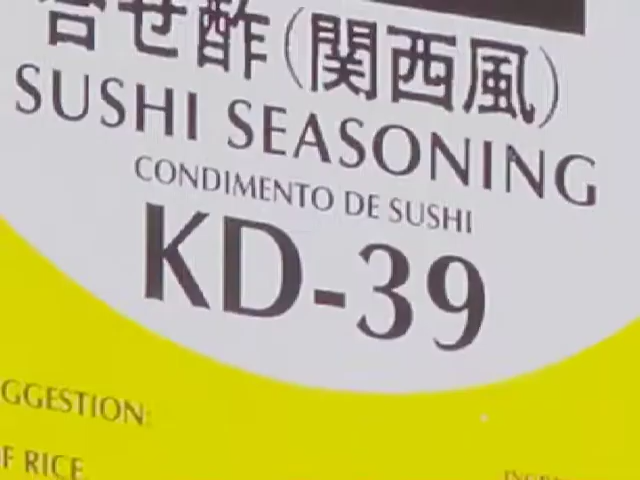 合せ酢(関西風)
SUSHI SEASONING
CONDIMENTO DE SUSHI
KD-39
GGESTION:
F RICE